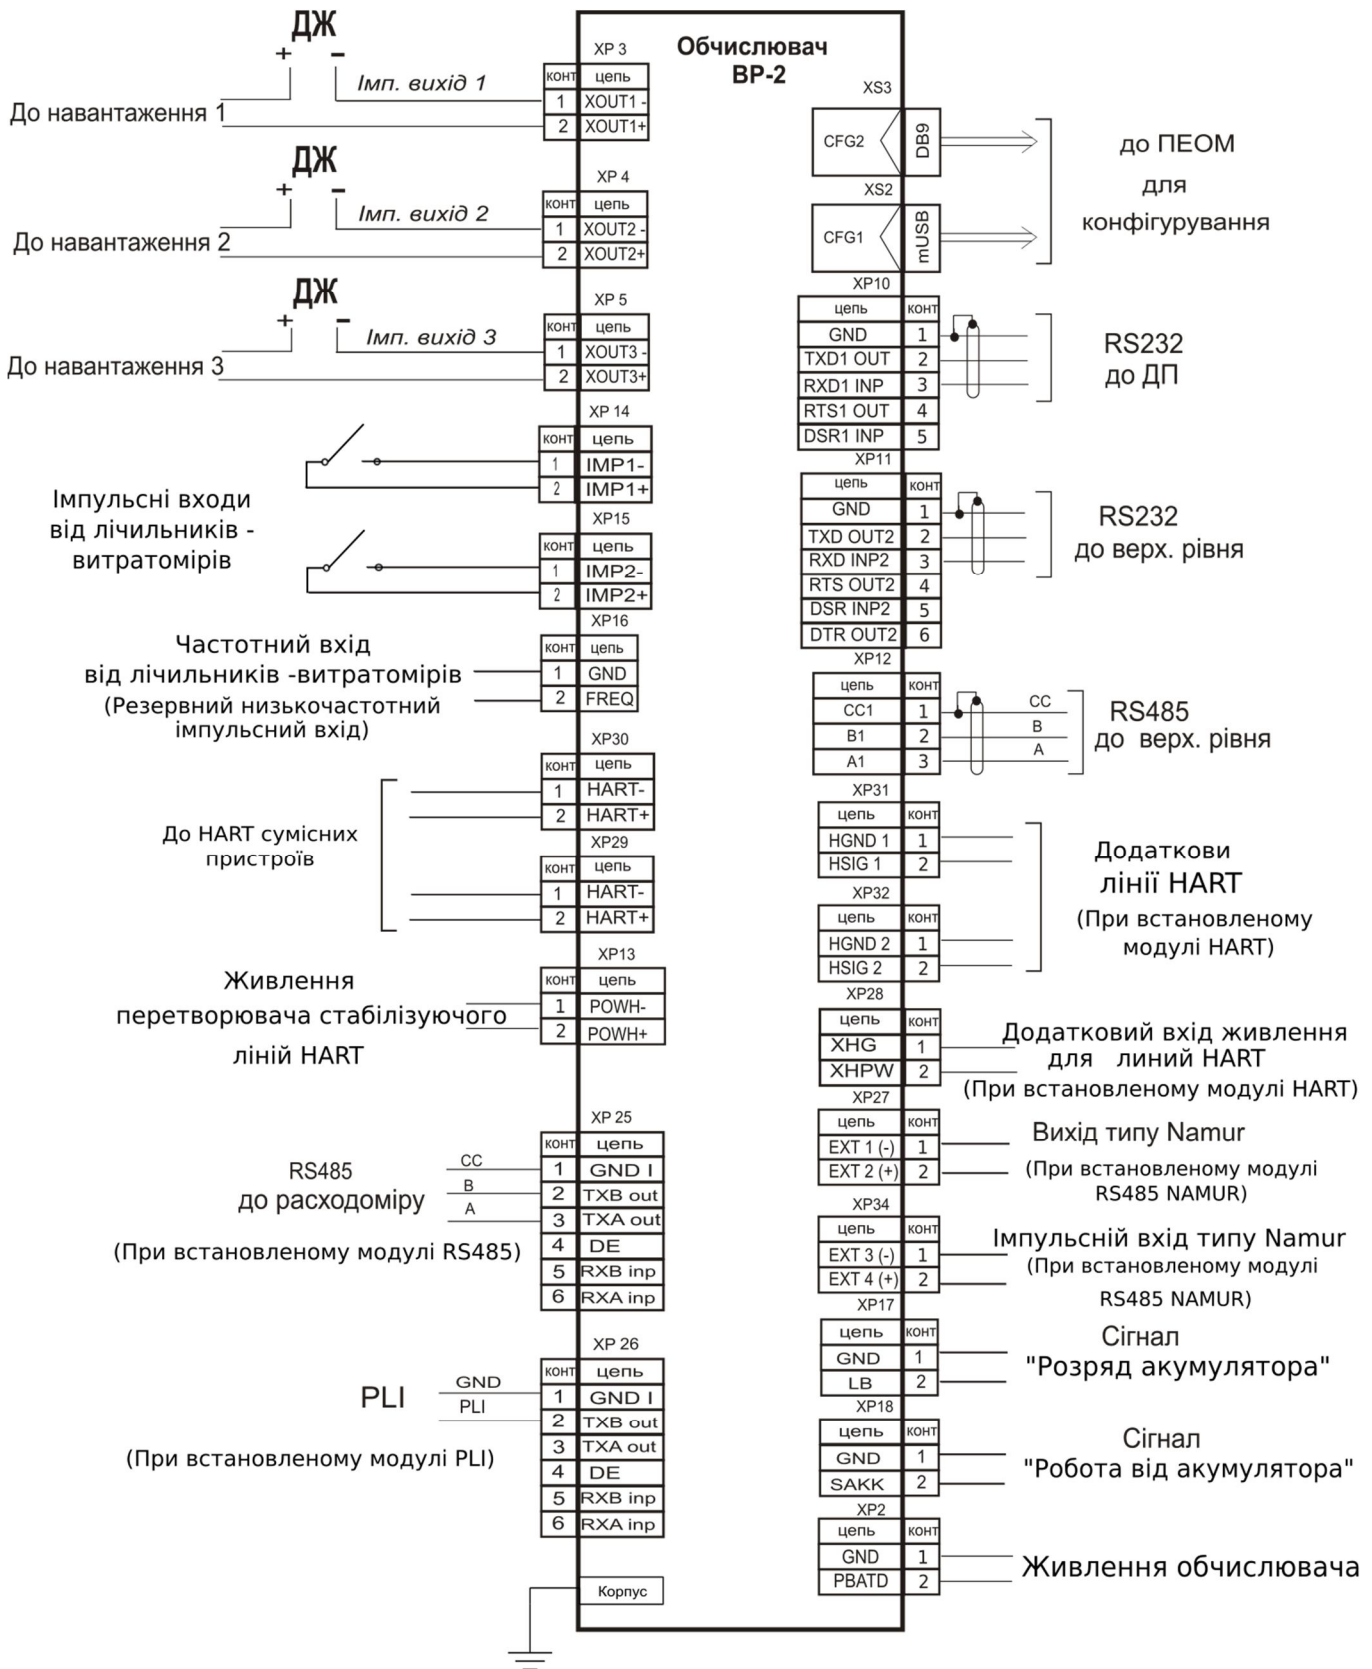 Обчислювач
ВР-2
ДЖ
+ -
XP 3
Імп. вихід 1
До навантаження 1
конт цепь
1 XOUT1 -
2 XOUT1+
ДЖ
+ -
XP 4
Імп. вихід 2
До навантаження 2
конт цепь
1 XOUT2 -
2 XOUT2+
ДЖ
+ -
XP 5
Імп. вихід 3
До навантаження 3
конт цепь
1 XOUT3 -
2 XOUT3+
XP 14
конт цепь
1 IMP1-
2 IMP1+
Імпульсні входи
від лічильників -
витратомірів
XP15
конт цепь
1 IMP2-
2 IMP2+
XP16
конт цепь
1 GND
2 FREQ
Частотний вхід
від лічильників -витратомірів
(Резервний низькочастотний
імпульсний вхід)
XP30
конт цепь
1 HART-
2 HART+
До HART сумісних
пристроїв
XP29
конт цепь
1 HART-
2 HART+
XP13
конт цепь
1 POWH-
2 POWH+
Живлення
перетворювача стабілізуючого
ліній HART
XP 25
конт цепь
1 GND I
2 TXB out
3 TXA out
4 DE
5 RXB inp
6 RXA inp
CC
B
A
RS485
до расходоміру
(При встановленому модулі RS485)
XP 26
конт цепь
1 GND I
2 TXB out
3 TXA out
4 DE
5 RXB inp
6 RXA inp
GND
PLI
PLI
(При встановленому модулі PLI)
Корпус
XS3
CFG2 DB9
XS2
CFG1 mUSB
до ПЕОМ
для
конфігурування
XP10
цепь конт
GND 1
TXD1 OUT 2
RXD1 INP 3
RTS1 OUT 4
DSR1 INP 5
RS232
до ДП
XP11
цепь конт
GND 1
TXD OUT2 2
RXD INP2 3
RTS OUT2 4
DSR INP2 5
DTR OUT2 6
RS232
до верх. рівня
XP12
цепь конт
CC1 1
B1 2
A1 3
CC
B
A
RS485
до верх. рівня
XP31
цепь конт
HGND 1 1
HSIG 1 2
XP32
цепь конт
HGND 2 1
HSIG 2 2
Додаткови
лінії HART
(При встановленому
модулі HART)
XP28
цепь конт
XHG 1
XHPW 2
Додатковий вхід живлення
для линий HART
(При встановленому модулі HART)
XP27
цепь конт
EXT 1 (-) 1
EXT 2 (+) 2
Вихід типу Namur
(При встановленому модулі
RS485 NAMUR)
XP34
цепь конт
EXT 3 (-) 1
EXT 4 (+) 2
Імпульсній вхід типу Namur
(При встановленому модулі
RS485 NAMUR)
XP17
цепь конт
GND 1
LB 2
Сігнал
"Розряд акумулятора"
XP18
цепь конт
GND 1
SAKK 2
Сігнал
"Робота від акумулятора"
XP2
цепь конт
GND 1
PBATD 2
Живлення обчислювача